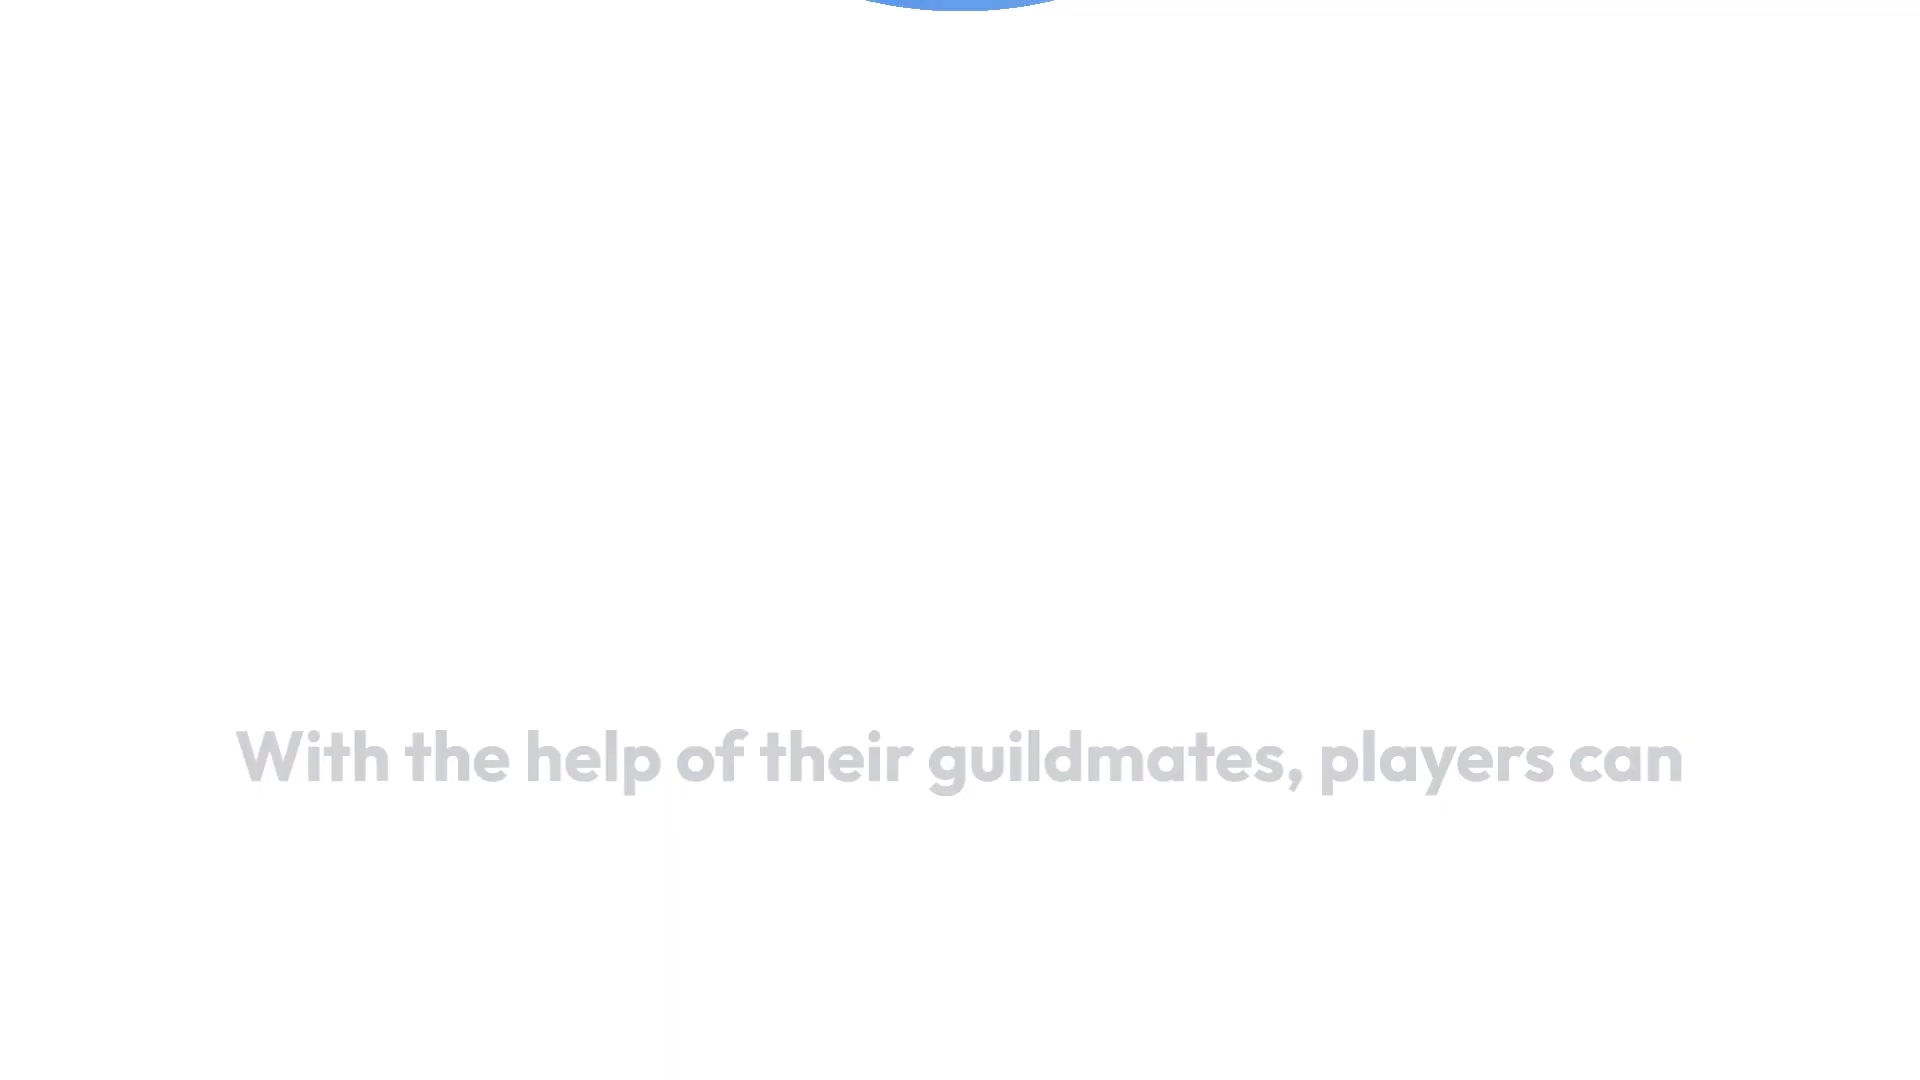 With the help of their guildmates, players can